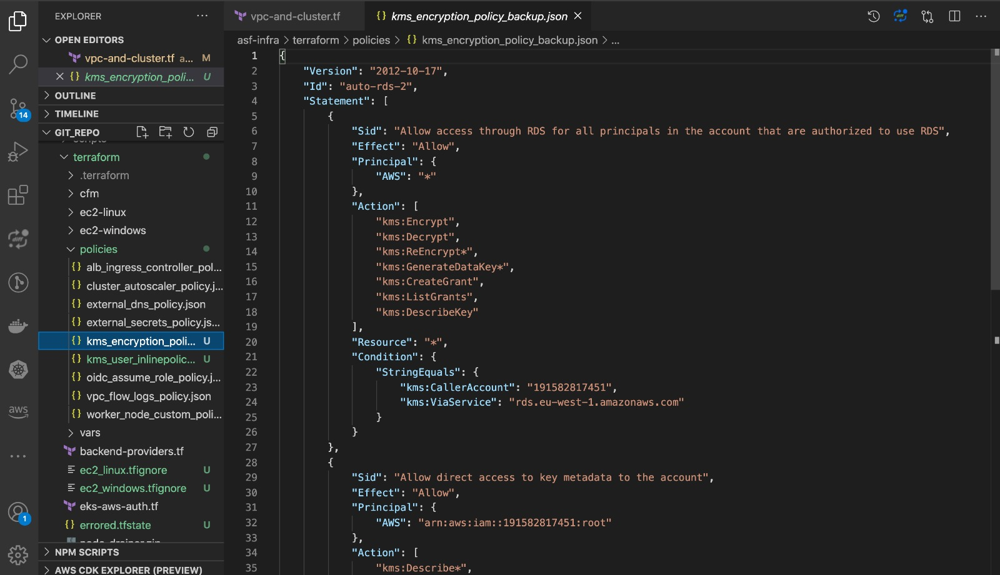 EXPLORER
OPEN EDITORS
vpc-and-cluster.tf a... M
kms_encryption_poli... U
OUTLINE
TIMELINE
GIT_REPO
scripts
terraform
.terraform
cfm
ec2-linux
ec2-windows
policies
alb_ingress_controller_pol...
cluster_autoscaler_policy.j...
external_dns_policy.json
external_secrets_policy.js...
kms_encryption_poli... U
kms_user_inlinepolic... U
oidc_assume_role_policy.j...
vpc_flow_logs_policy.json
worker_node_custom_poli...
vars
backend-providers.tf
ec2_linux.tfignore U
ec2_windows.tfignore U
eks-aws-auth.tf
errored.tfstate U
node_drainer.zip
NPM SCRIPTS
AWS CDK EXPLORER (PREVIEW)
14
diff
aws
1
vpc-and-cluster.tf
{} kms_encryption_policy_backup.json
asf-infra > terraform > policies > {} kms_encryption_policy_backup.json > ...
1 {
2 "Version": "2012-10-17",
3 "Id": "auto-rds-2",
4 "Statement": [
5 {
6 "Sid": "Allow access through RDS for all principals in the account that are authorized to use RDS",
7 "Effect": "Allow",
8 "Principal": {
9 "AWS": "*"
10 },
11 "Action": [
12 "kms:Encrypt",
13 "kms:Decrypt",
14 "kms:ReEncrypt*",
15 "kms:GenerateDataKey*",
16 "kms:CreateGrant",
17 "kms:ListGrants",
18 "kms:DescribeKey"
19 ],
20 "Resource": "*",
21 "Condition": {
22 "StringEquals": {
23 "kms:CallerAccount": "191582817451",
24 "kms:ViaService": "rds.eu-west-1.amazonaws.com"
25 }
26 }
27 },
28 {
29 "Sid": "Allow direct access to key metadata to the account",
30 "Effect": "Allow",
31 "Principal": {
32 "AWS": "arn:aws:iam::191582817451:root"
33 },
34 "Action": [
35 "kms:Describe*",